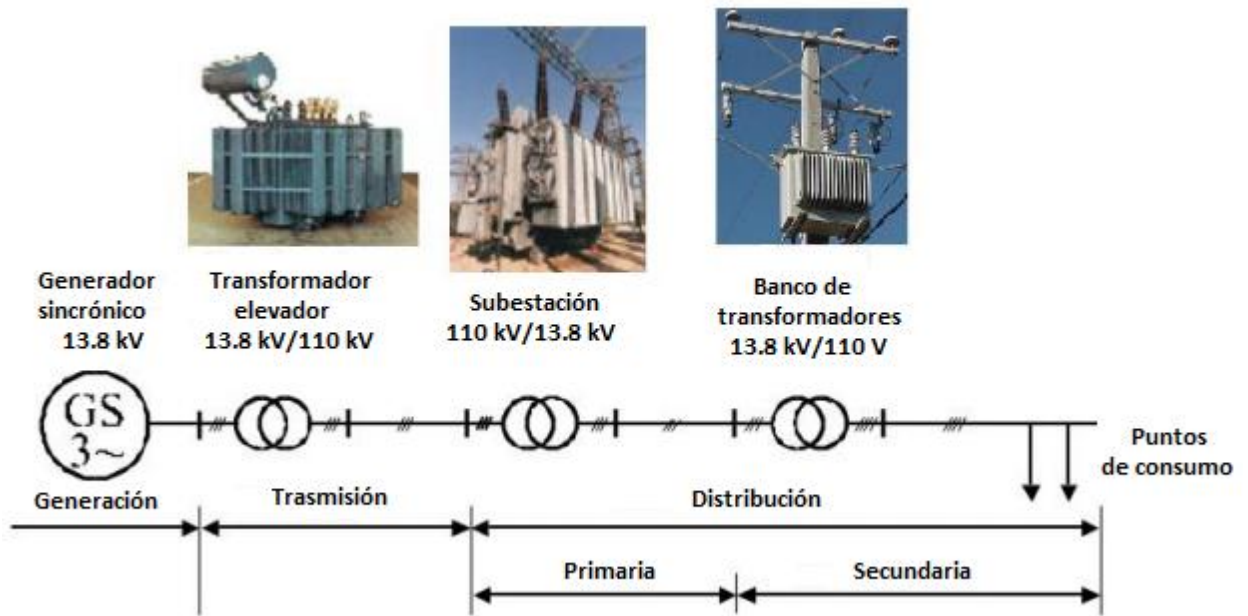 Generador
sincrónico
13.8 kV
Transformador
elevador
13.8 kV/110 kV
Subestación
110 kV/13.8 kV
Banco de
transformadores
13.8 kV/110 V
GS
3~
Puntos
de consumo
Generación
Trasmisión
Distribución
Primaria
Secundaria